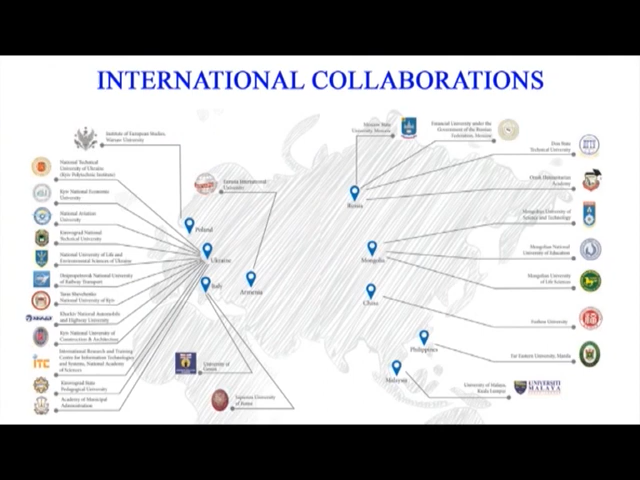 INTERNATIONAL COLLABORATIONS
Institute of European Studies,
Warsaw University
National Technical
University of Ukraine
(Kyiv Polytechnic Institute)
Kyiv National Economic
University
National Aviation
University
Kirovograd National
Technical University
National University of Life and
Environmental Sciences of Ukraine
Dnipropetrovsk National University
of Railway Transport
Taras Shevchenko
National University of Kyiv
Kharkiv National Automobile
and Highway University
Kyiv National University of
Construction & Architecture
International Research and Training
Centre for Information Technologies
and Systems, National Academy
of Sciences
ITC
Kirovograd State
Pedagogical University
Academy of Municipal
Administration
Eurasia International
University
Poland
Ukraine
Italy
Armenia
University of
Sapienza University
of Rome
Moscow State
University, Moscow
Financial University under the
Government of the Russian
Federation, Moscow
Don State
Technical University
Omsk Humanitarian
Academy
Mongolian University of
Science and Technology
Mongolian National
University of Education
Mongolian University
of Life Sciences
Fuzhou University
Far Eastern University, Manila
University of Malaya,
Kuala Lumpur
UNIVERSITI
MALAYA
Russia
Mongolia
China
Philippines
Malaysia